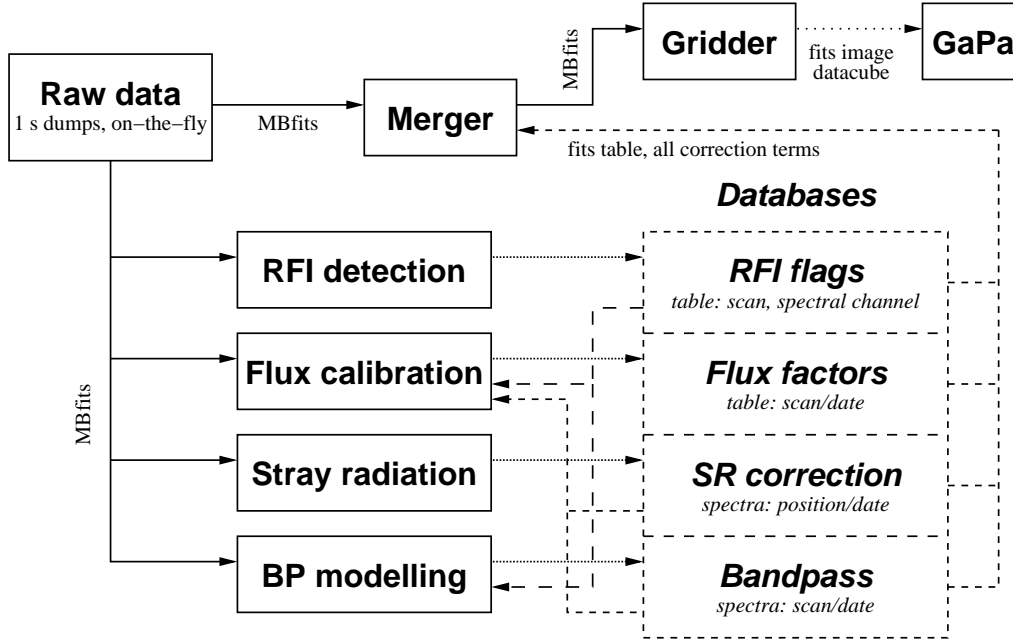 Raw data
1 s dumps, on−the−fly
MBfits
Merger
MBfits
Gridder
fits image
datacube
GaPa
fits table, all correction terms
Databases
MBfits
RFI detection
RFI flags
table: scan, spectral channel
Flux calibration
Flux factors
table: scan/date
Stray radiation
SR correction
spectra: position/date
BP modelling
Bandpass
spectra: scan/date